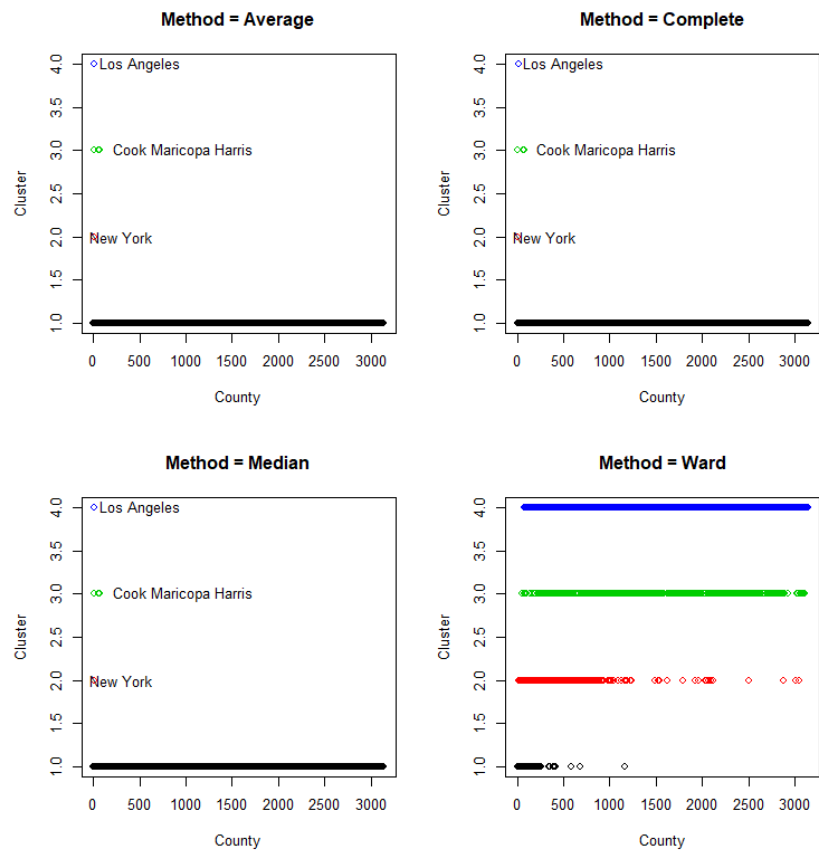 Method = Average
4.0
3.5
3.0
2.5
2.0
1.5
1.0
Cluster
Los Angeles
Cook Maricopa Harris
New York
0 500 1000 1500 2000 2500 3000
County
Method = Complete
4.0
3.5
3.0
2.5
2.0
1.5
1.0
Cluster
Los Angeles
Cook Maricopa Harris
New York
0 500 1000 1500 2000 2500 3000
County
Method = Median
4.0
3.5
3.0
2.5
2.0
1.5
1.0
Cluster
Los Angeles
Cook Maricopa Harris
New York
0 500 1000 1500 2000 2500 3000
County
Method = Ward
4.0
3.5
3.0
2.5
2.0
1.5
1.0
Cluster
0 500 1000 1500 2000 2500 3000
County